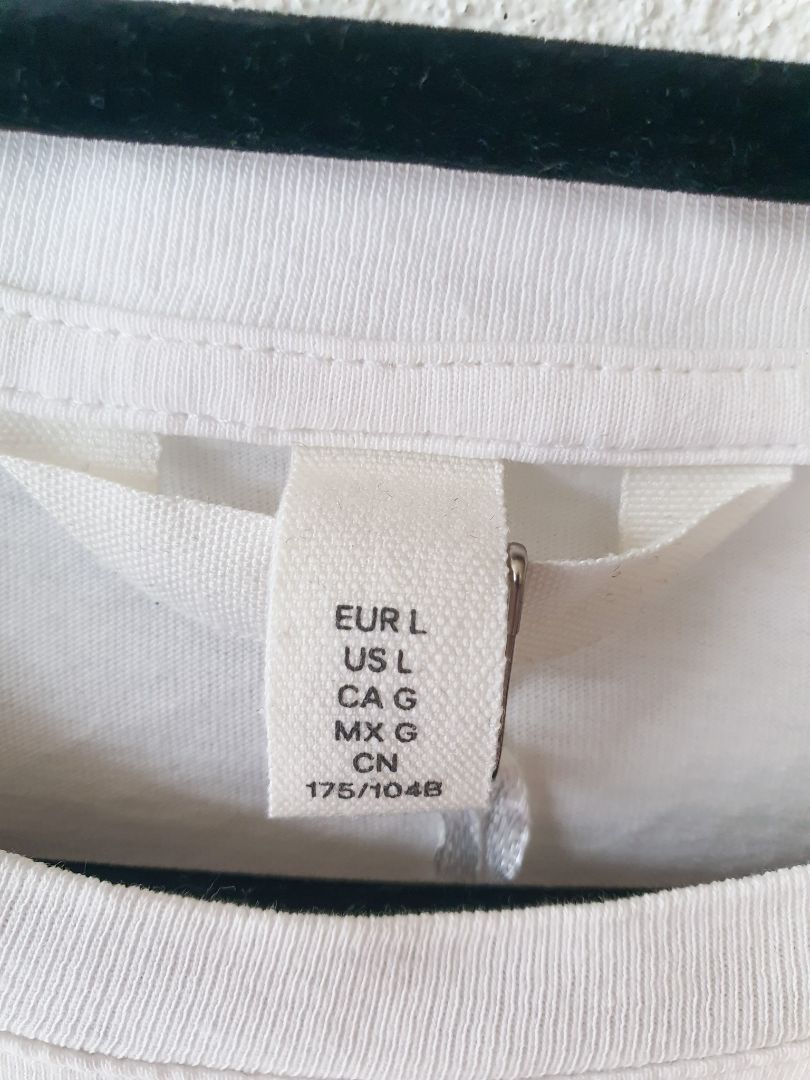 EUR L
US L
CA G
MX G
CN
175/104B